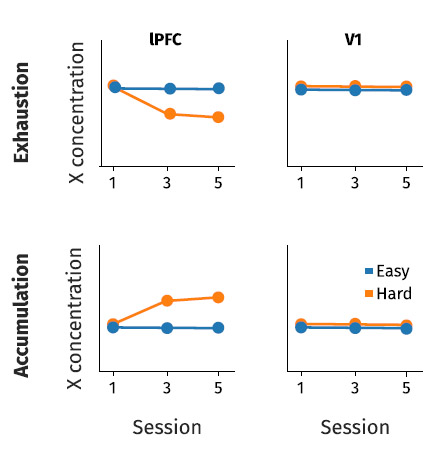 lPFC V1
Exhaustion
X concentration
1 3 5 1 3 5
Accumulation
X concentration
Easy
Hard
1 3 5 1 3 5
Session Session